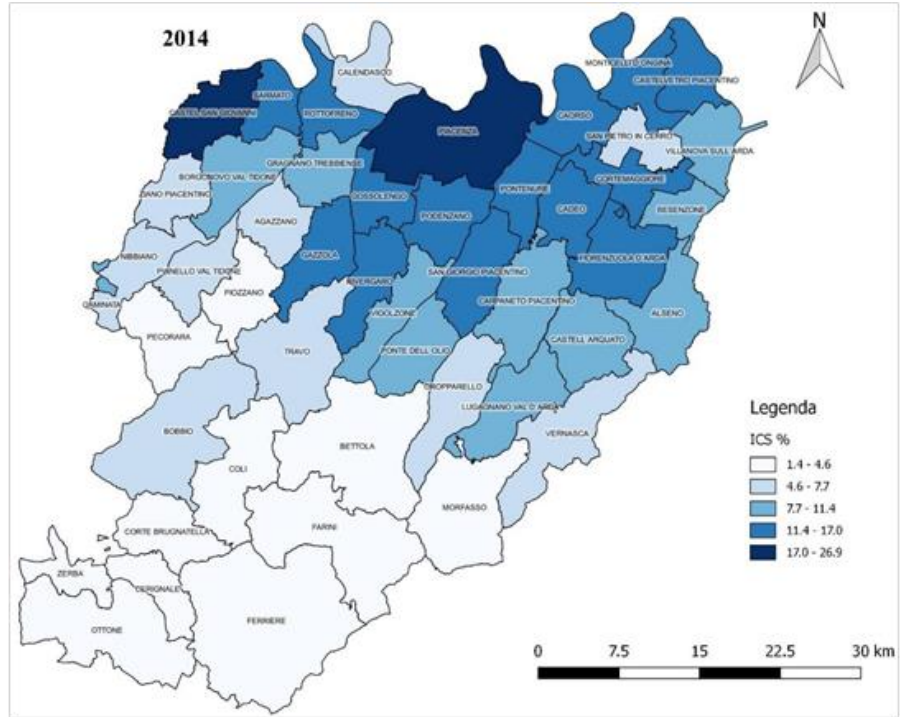 2014
N
CALENDASCO
MONTICELLI D'ONGINA
CASTELVETRO PIACENTINO
SARMATO
CASTEL SAN GIOVANNI
ROTTOFRENO
CAORSO
PIACENZA
SAN PIETRO IN CERRO
VILLANOVA SULL'ARDA
GRAGNANO TREBBIENSE
BORGONOVO VAL TIDONE
CORTEMAGGIORE
ZIANO PIACENTINO
GOSSOLENGO
PONTENURE
BESENZONE
CADEO
PODENZANO
AGAZZANO
NIBBIANO
GAZZOLA
FIORENZUOLA D'ARDA
PIANELLO VAL TIDONE
SAN GIORGIO PIACENTINO
RIVERGARO
PIOZZANO
CAMINATA
CARPANETO PIACENTINO
VIGOLZONE
ALSENO
PECORARA
CASTELL'ARQUATO
TRAVO
PONTE DELL'OLIO
GROPPARELLO
LUGAGNANO VAL D'ARDA
BOBBIO
VERNASCA
BETTOLA
COLI
MORFASSO
FARINI
CORTE BRUGNATELLA
ZERBA
CERIGNALE
OTTONE
FERRIERE
Legenda
ICS %
1.4 - 4.6
4.6 - 7.7
7.7 - 11.4
11.4 - 17.0
17.0 - 26.9
0 7.5 15 22.5 30 km